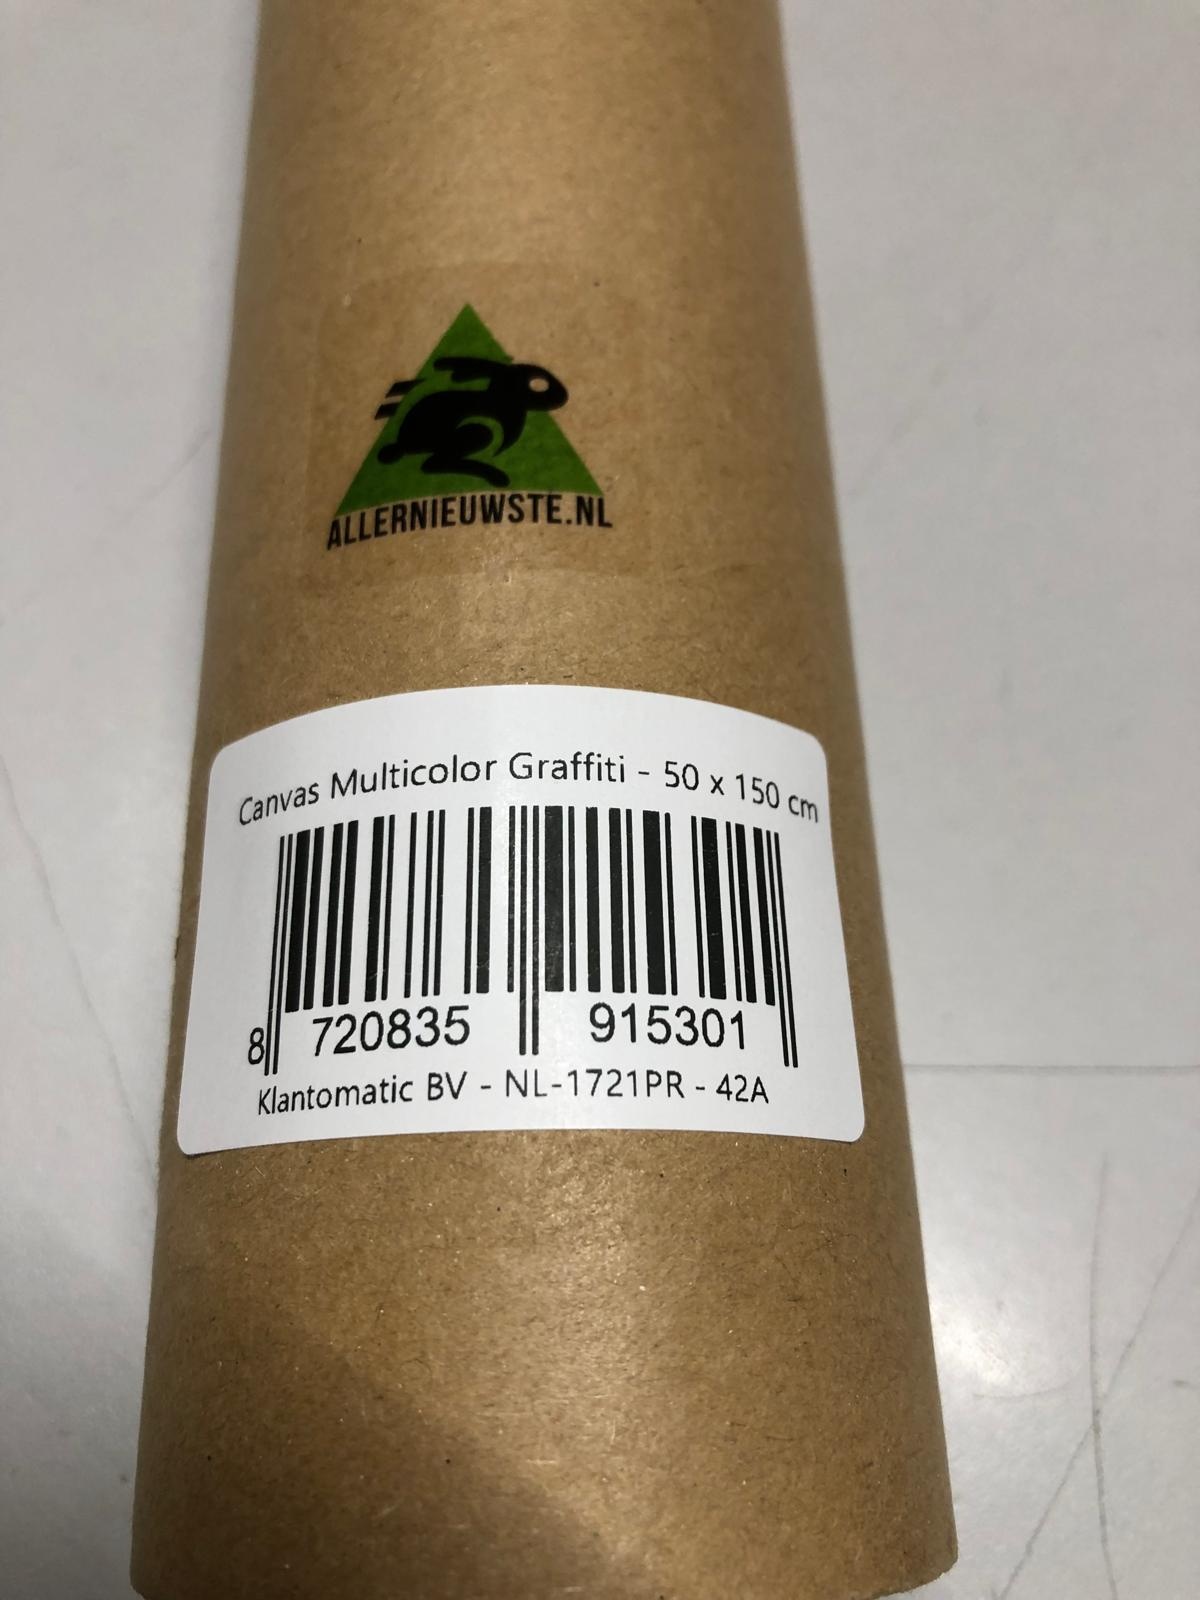 ALLERNIEUWSTE.NL
Canvas Multicolor Graffiti - 50 x 150 cm
8 720835 915301
Klantomatic BV - NL-1721PR - 42A